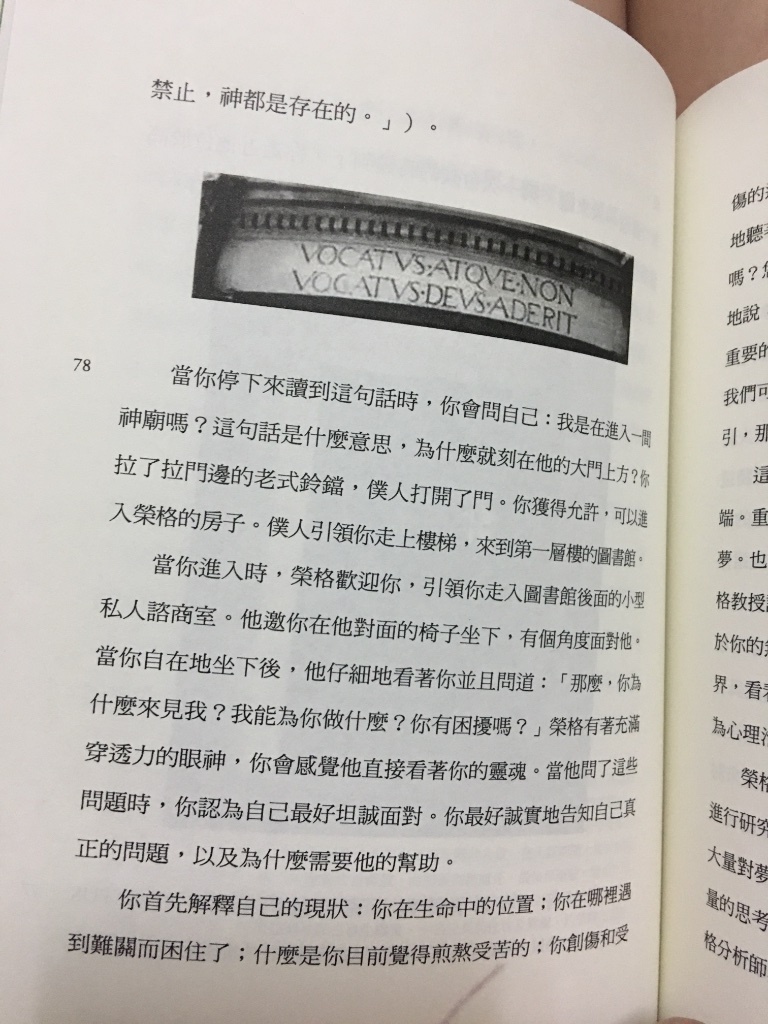 禁止，神都是存在的。」）。
VOCATVS·ATQVE·NON
VOCATVS·DEVS·ADERIT
78
當你停下來讀到這句話時，你會問自己：我是在進入一間
神廟嗎？這句話是什麼意思，為什麼就刻在他的大門上方？你
拉了拉門邊的老式鈴鐺，僕人打開了門。你獲得允許，可以進
入榮格的房子。僕人引領你走上樓梯，來到第一層樓的圖書館。
當你進入時，榮格歡迎你，引領你走入圖書館後面的小型
私人諮商室。他邀你在他對面的椅子坐下，有個角度面對他。
當你自在地坐下後，他仔細地看著你並且問道：「那麼，你為
什麼來見我？我能為你做什麼？你有困擾嗎？」榮格有著充滿
穿透力的眼神，你會感覺他直接看著你的靈魂。當他問了這些
問題時，你認為自己最好坦誠面對。你最好誠實地告知自己真
正的問題，以及為什麼需要他的幫助。
你首先解釋自己的現狀：你在生命中的位置；你在哪裡遇
到難關而困住了；什麼是你目前覺得煎熬受苦的；你創傷和受
傷的
地聽
嗎？
地說
重要的
我們可
引，那
這
端。重
夢。也
格教授
於你的
界，看
為心理
榮格
進行研究
大量對夢
量的思考
格分析師